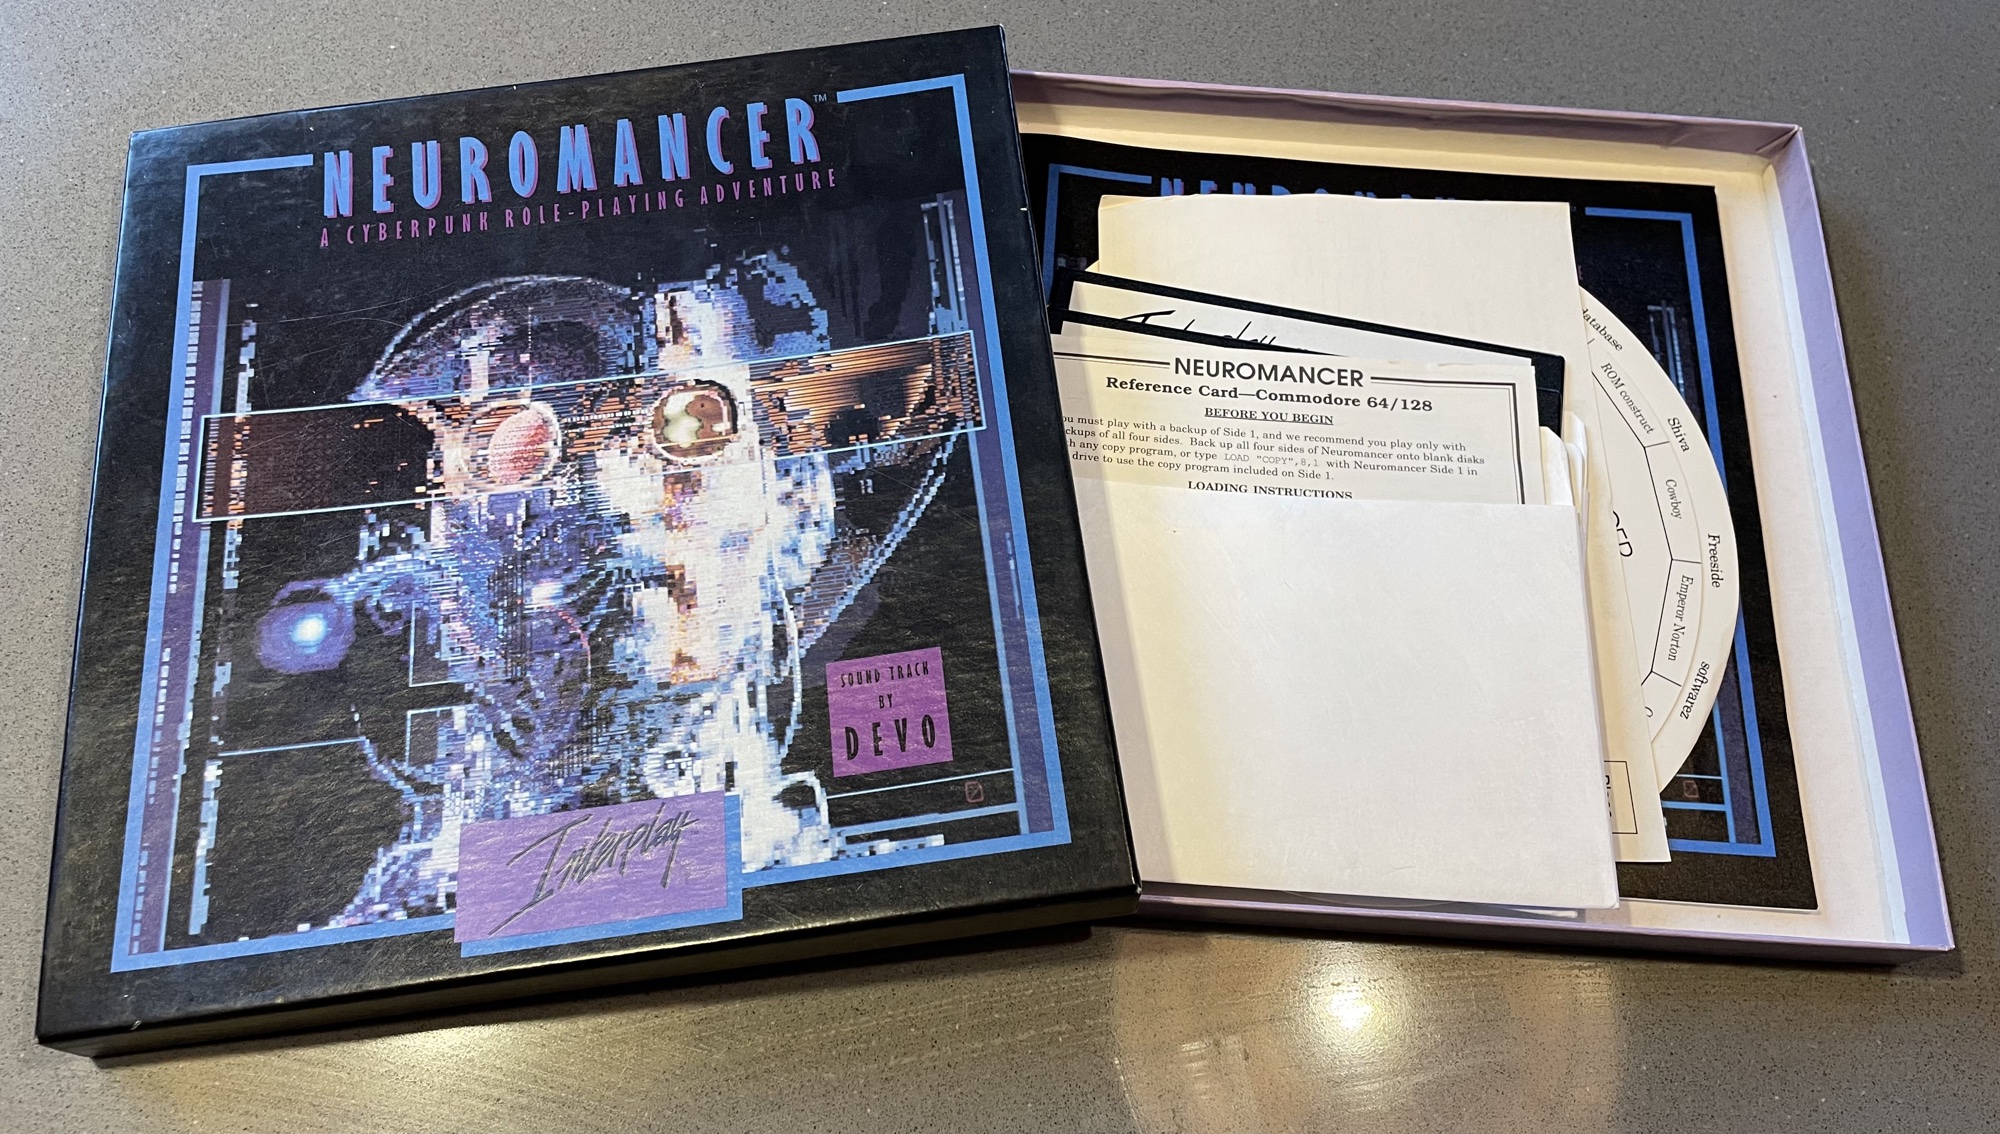 NEUROMANCER™
A CYBERPUNK ROLE-PLAYING ADVENTURE
SOUND TRACK
BY
DEVO
Interplay
NEUROMANCER
Reference Card—Commodore 64/128
BEFORE YOU BEGIN
must play with a backup of Side 1, and we recommend you play only with
of all four sides. Back up all four sides of Neuromancer onto blank disks
any copy program, or type LOAD "COPY",8,1 with Neuromancer Side 1 in
drive to use the copy program included on Side 1.
LOADING INSTRUCTIONS
database
ROM construct
Shiva
Cowboy
Freeside
Emperor Norton
softwarez